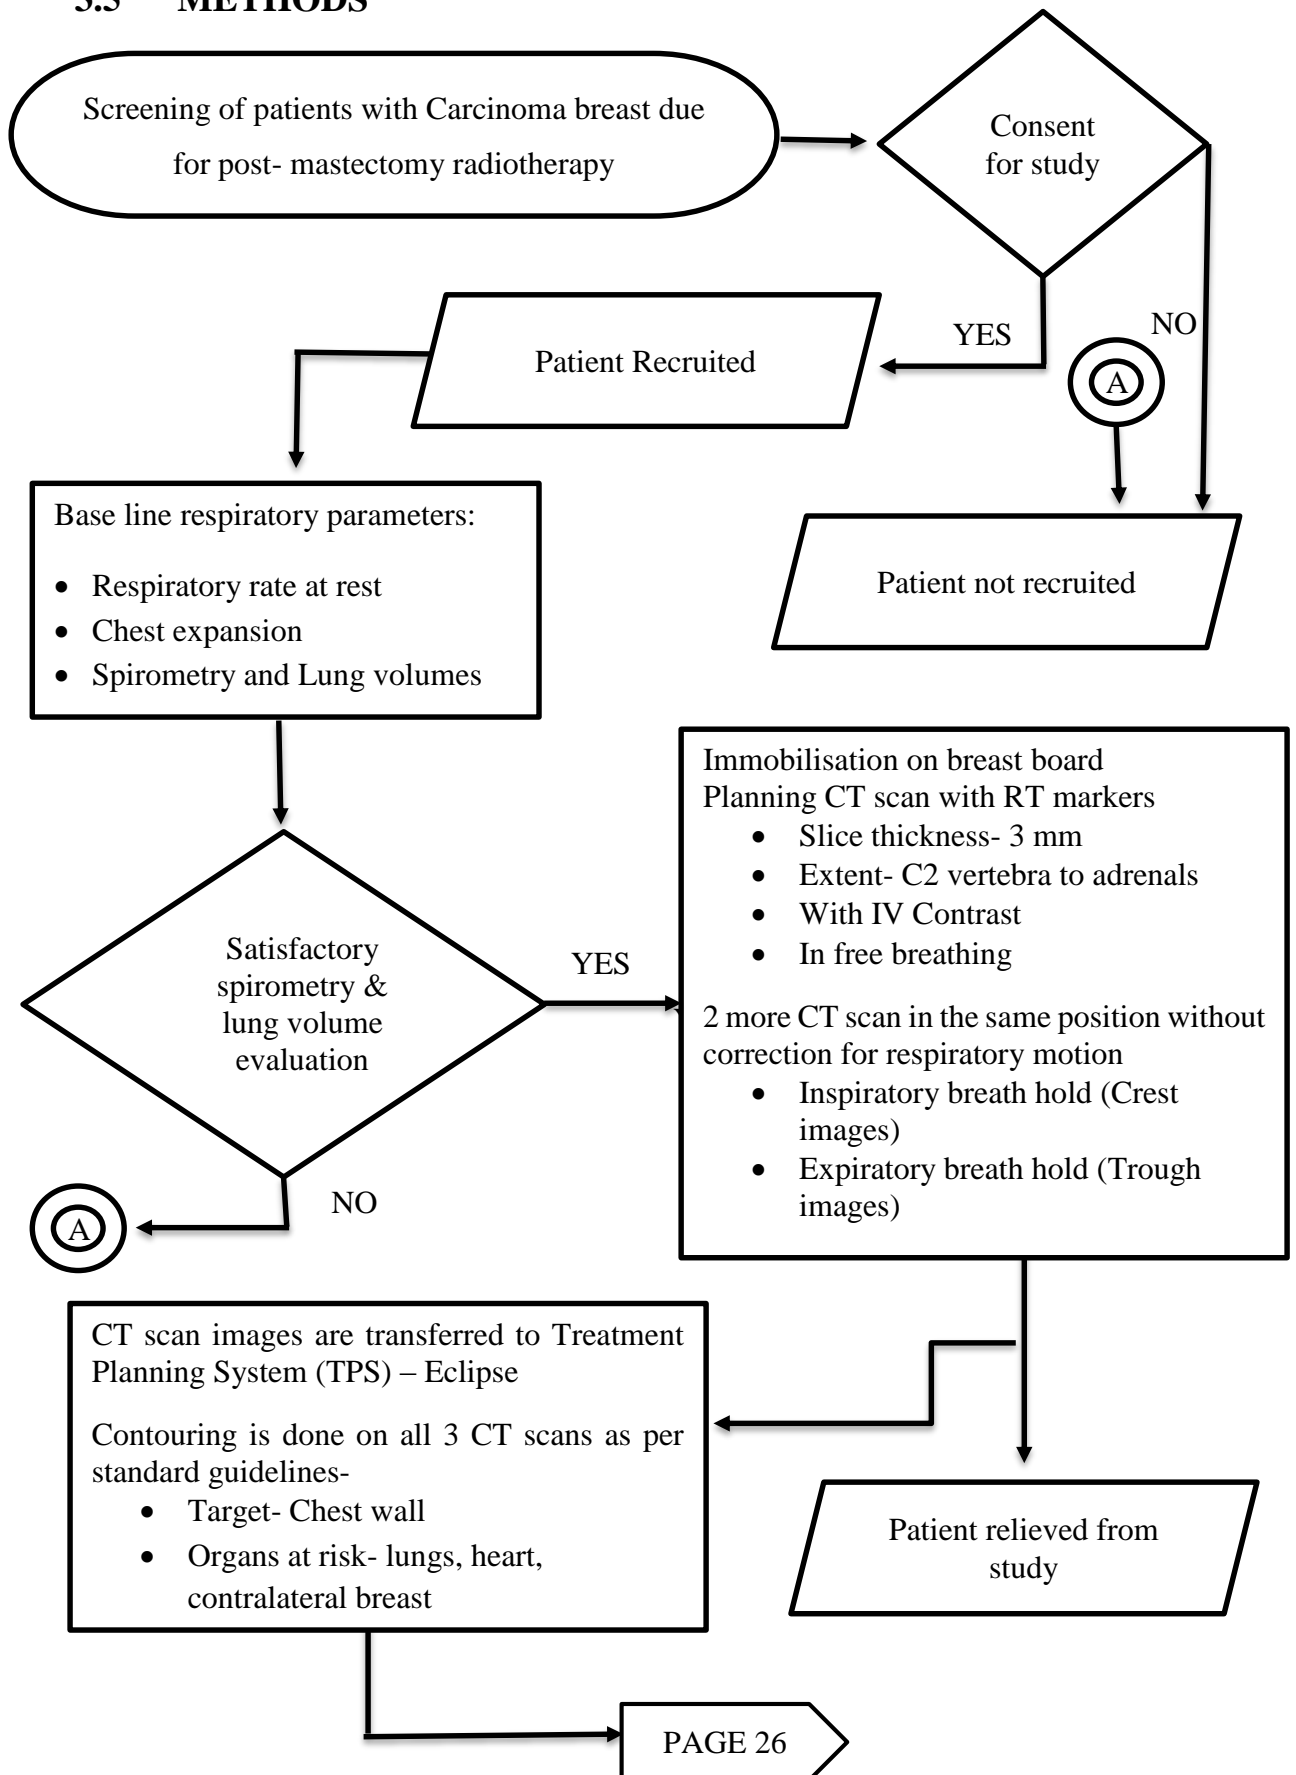 METHODS
Screening of patients with Carcinoma breast due
for post- mastectomy radiotherapy
Consent
for study
YES
NO
Patient Recruited
A
Base line respiratory parameters:
• Respiratory rate at rest
• Chest expansion
• Spirometry and Lung volumes
Patient not recruited
Satisfactory
spirometry &
lung volume
evaluation
YES
NO
A
Immobilisation on breast board
Planning CT scan with RT markers
• Slice thickness- 3 mm
• Extent- C2 vertebra to adrenals
• With IV Contrast
• In free breathing
2 more CT scan in the same position without
correction for respiratory motion
• Inspiratory breath hold (Crest
images)
• Expiratory breath hold (Trough
images)
CT scan images are transferred to Treatment
Planning System (TPS) – Eclipse
Contouring is done on all 3 CT scans as per
standard guidelines-
• Target- Chest wall
• Organs at risk- lungs, heart,
contralateral breast
Patient relieved from
study
PAGE 26